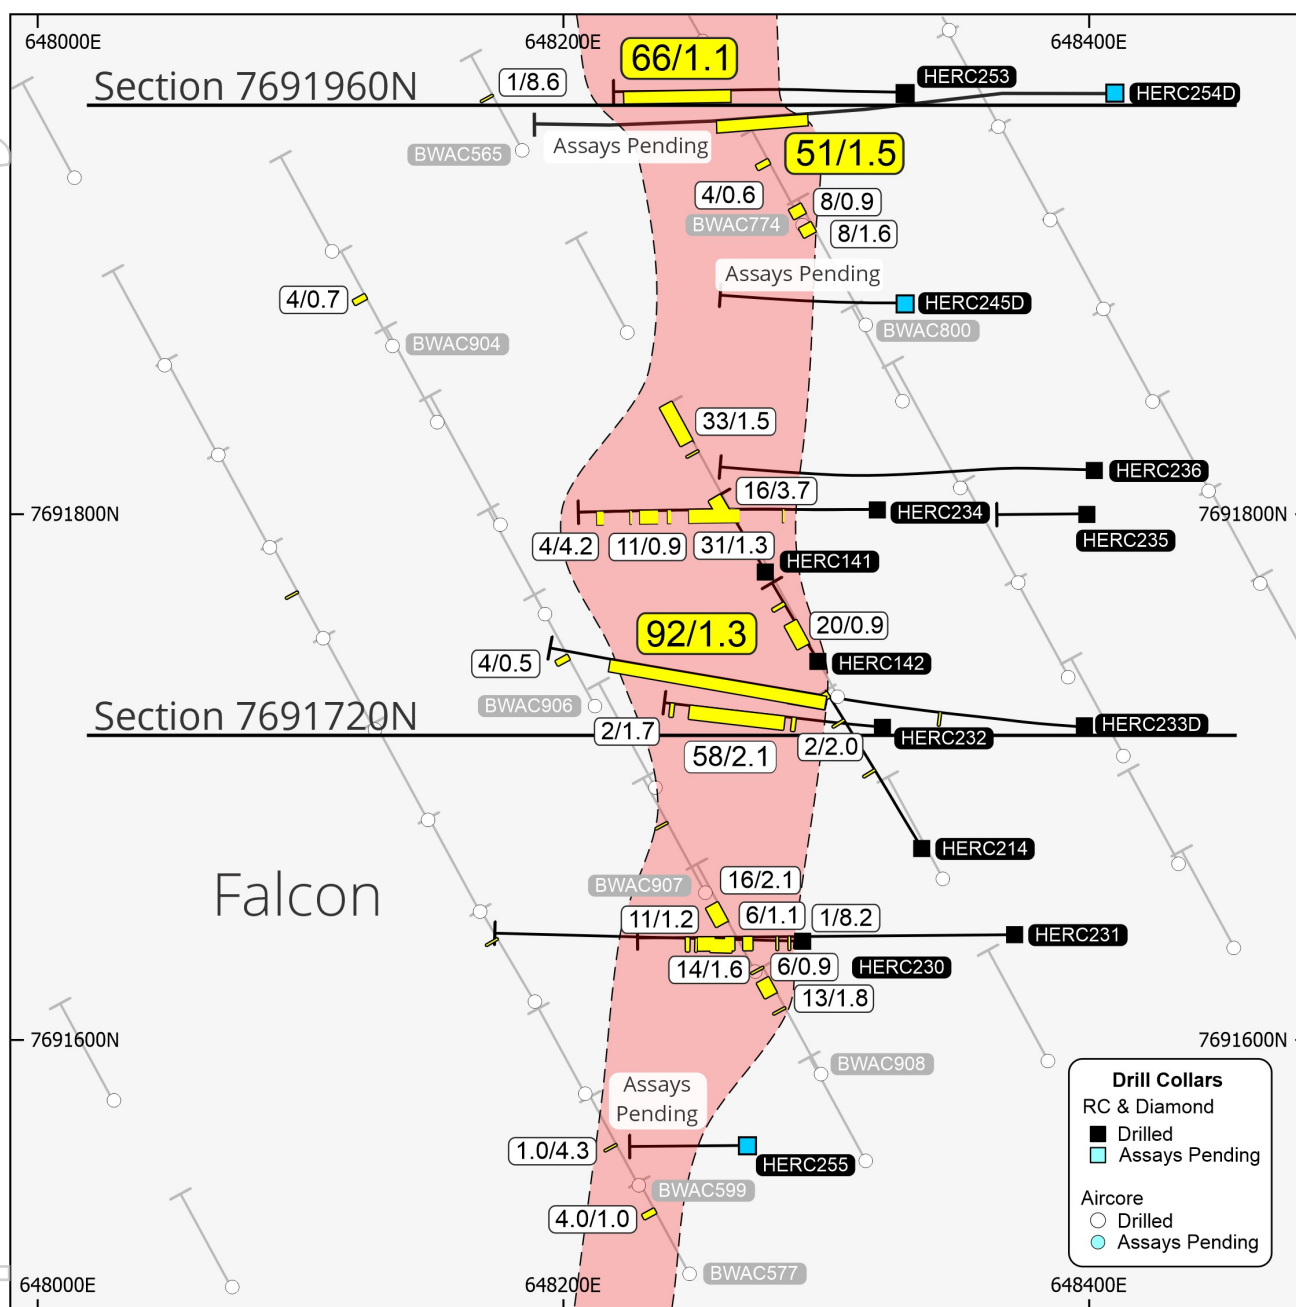 648000E
648200E
648400E
66/1.1
HERC253
Section 7691960N
1/8.6
HERC254D
Assays Pending
51/1.5
BWAC565
4/0.6
8/0.9
BWAC774
8/1.6
Assays Pending
4/0.7
HERC245D
BWAC904
BWAC800
33/1.5
HERC236
16/3.7
7691800N
HERC234
7691800N
4/4.2
11/0.9
31/1.3
HERC235
HERC141
92/1.3
20/0.9
4/0.5
HERC142
BWAC906
Section 7691720N
2/1.7
2/2.0
HERC232
HERC233D
58/2.1
HERC214
BWAC907
16/2.1
Falcon
11/1.2
6/1.1
1/8.2
HERC231
14/1.6
6/0.9
HERC230
13/1.8
7691600N
7691600N
BWAC908
Assays
Pending
1.0/4.3
HERC255
BWAC599
4.0/1.0
BWAC577
Drill Collars
RC & Diamond
Drilled
Assays Pending
Aircore
Drilled
Assays Pending
648000E
648200E
648400E